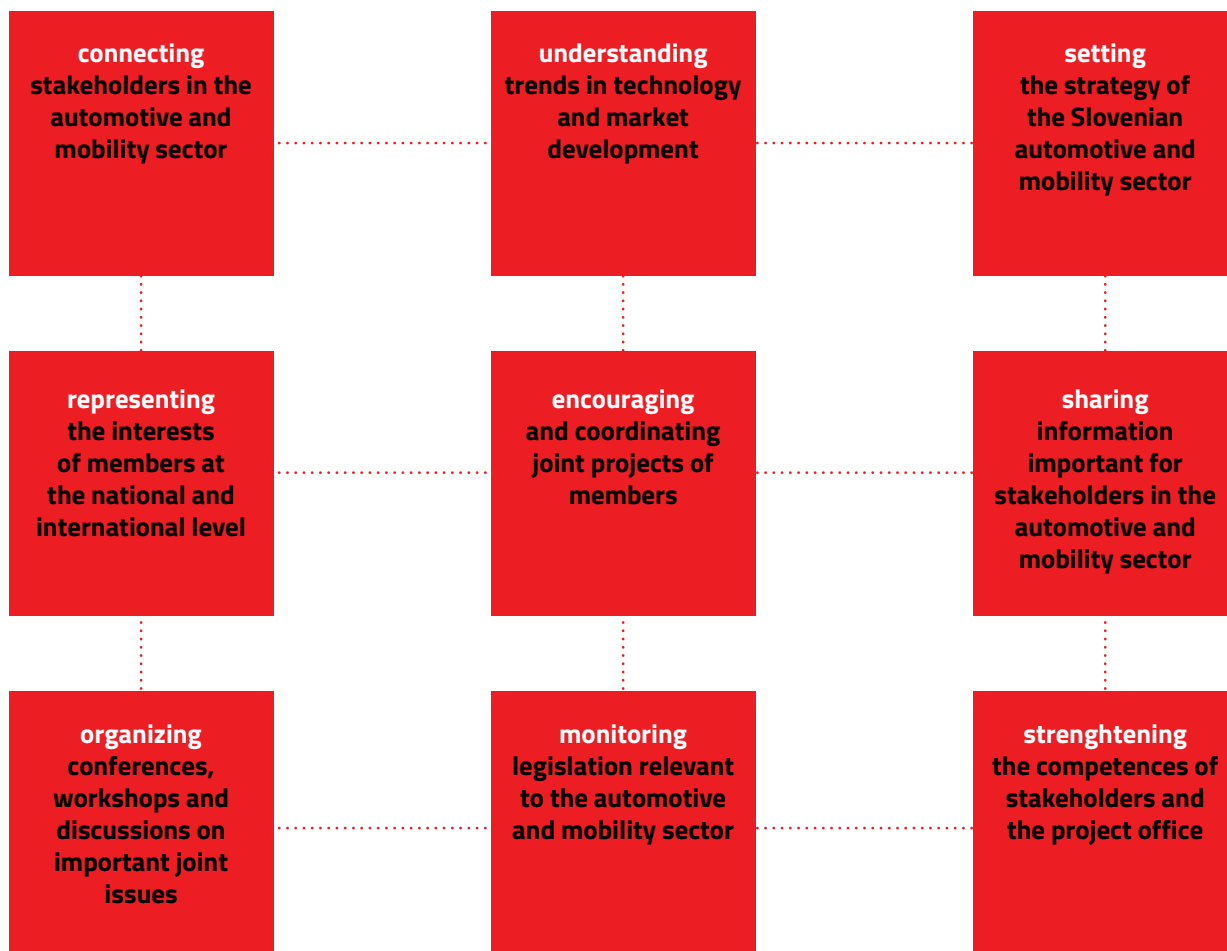 connecting
stakeholders in the
automotive and
mobility sector
understanding
trends in technology
and market
development
setting
the strategy of
the Slovenian
automotive and
mobility sector
representing
the interests
of members at
the national and
international level
encouraging
and coordinating
joint projects of
members
sharing
information
important for
stakeholders in the
automotive and
mobility sector
organizing
conferences,
workshops and
discussions on
important joint
issues
monitoring
legislation relevant
to the automotive
and mobility sector
strenghtening
the competences of
stakeholders and
the project office